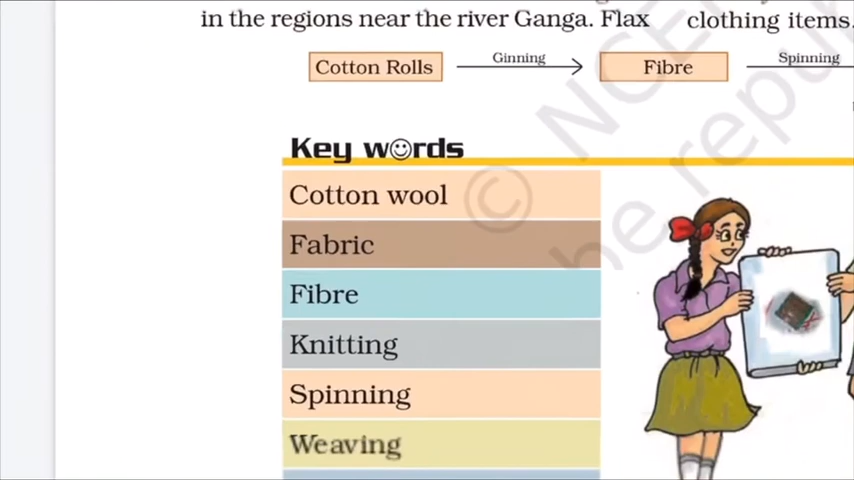 in the regions near the river Ganga. Flax
clothing items.
Cotton Rolls
Ginning
Fibre
Spinning
Key words
Cotton wool
Fabric
Fibre
Knitting
Spinning
Weaving